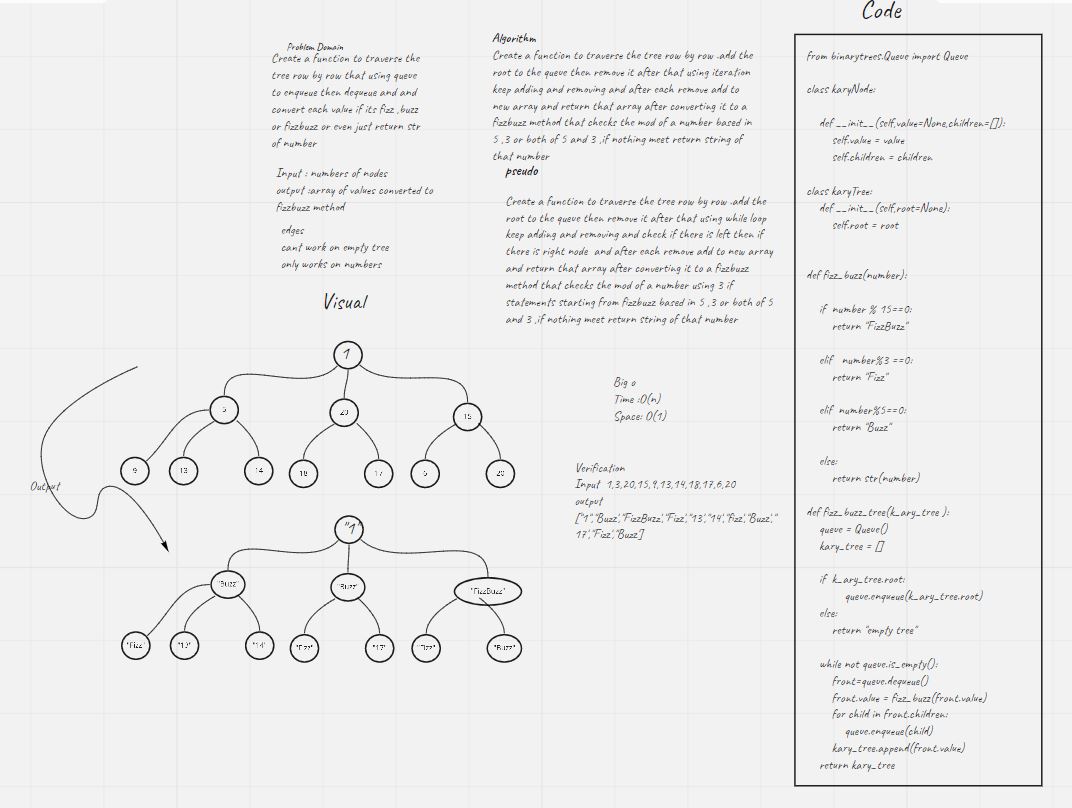 Code
Problem Domain
Create a function to traverse the
tree row by row that using queue
to enqueue then dequeue and and
convert each value if its fizz ,buzz
or fizzbuzz or even just return str
of number
Input : numbers of nodes
output :array of values converted to
fizzbuzz method
edges
cant work on empty tree
only works on numbers
Algorithm
Create a function to traverse the tree row by row .add the
root to the queue then remove it after that using iteration
keep adding and removing and after each remove add to
new array and return that array after converting it to a
fizzbuzz method that checks the mod of a number based in
5 ,3 or both of 5 and 3 ,if nothing meet return string of
that number
pseudo
Create a function to traverse the tree row by row .add the
root to the queue then remove it after that using while loop
keep adding and removing and check if there is left then if
there is right node and after each remove add to new array
and return that array after converting it to a fizzbuzz
method that checks the mod of a number using 3 if
statements starting from fizzbuzz based in 5 ,3 or both of 5
and 3 ,if nothing meet return string of that number
Visual
1
5
20
15
9
13
14
18
17
6
20
Output
"1"
"Buzz"
"Buzz"
"FizzBuzz"
"Fizz"
"13"
"14"
"Fizz"
"17"
"Fizz"
"Buzz"
Big o
Time :O(n)
Space: O(1)
Verification
Input 1,3,20,15,9,13,14,18,17,6,20
output
["1","Buzz","FizzBuzz","Fizz","13","14","fizz","Buzz","
17","Fizz","Buzz]
from binarytrees.Queue import Queue
class karyNode:
def __init__(self,value=None,children=[]):
self.value = value
self.children = children
class karyTree:
def __init__(self,root=None):
self.root = root
def fizz_buzz(number):
if number % 15==0:
return "FizzBuzz"
elif number%3 ==0:
return "Fizz"
elif number%5==0:
return "Buzz"
else:
return str(number)
def fizz_buzz_tree(k_ary_tree ):
queue = Queue()
kary_tree = []
if k_ary_tree.root:
queue.enqueue(k_ary_tree.root)
else:
return "empty tree"
while not queue.is_empty():
front=queue.dequeue()
front.value = fizz_buzz(front.value)
for child in front.children:
queue.enqueue(child)
kary_tree.append(front.value)
return kary_tree